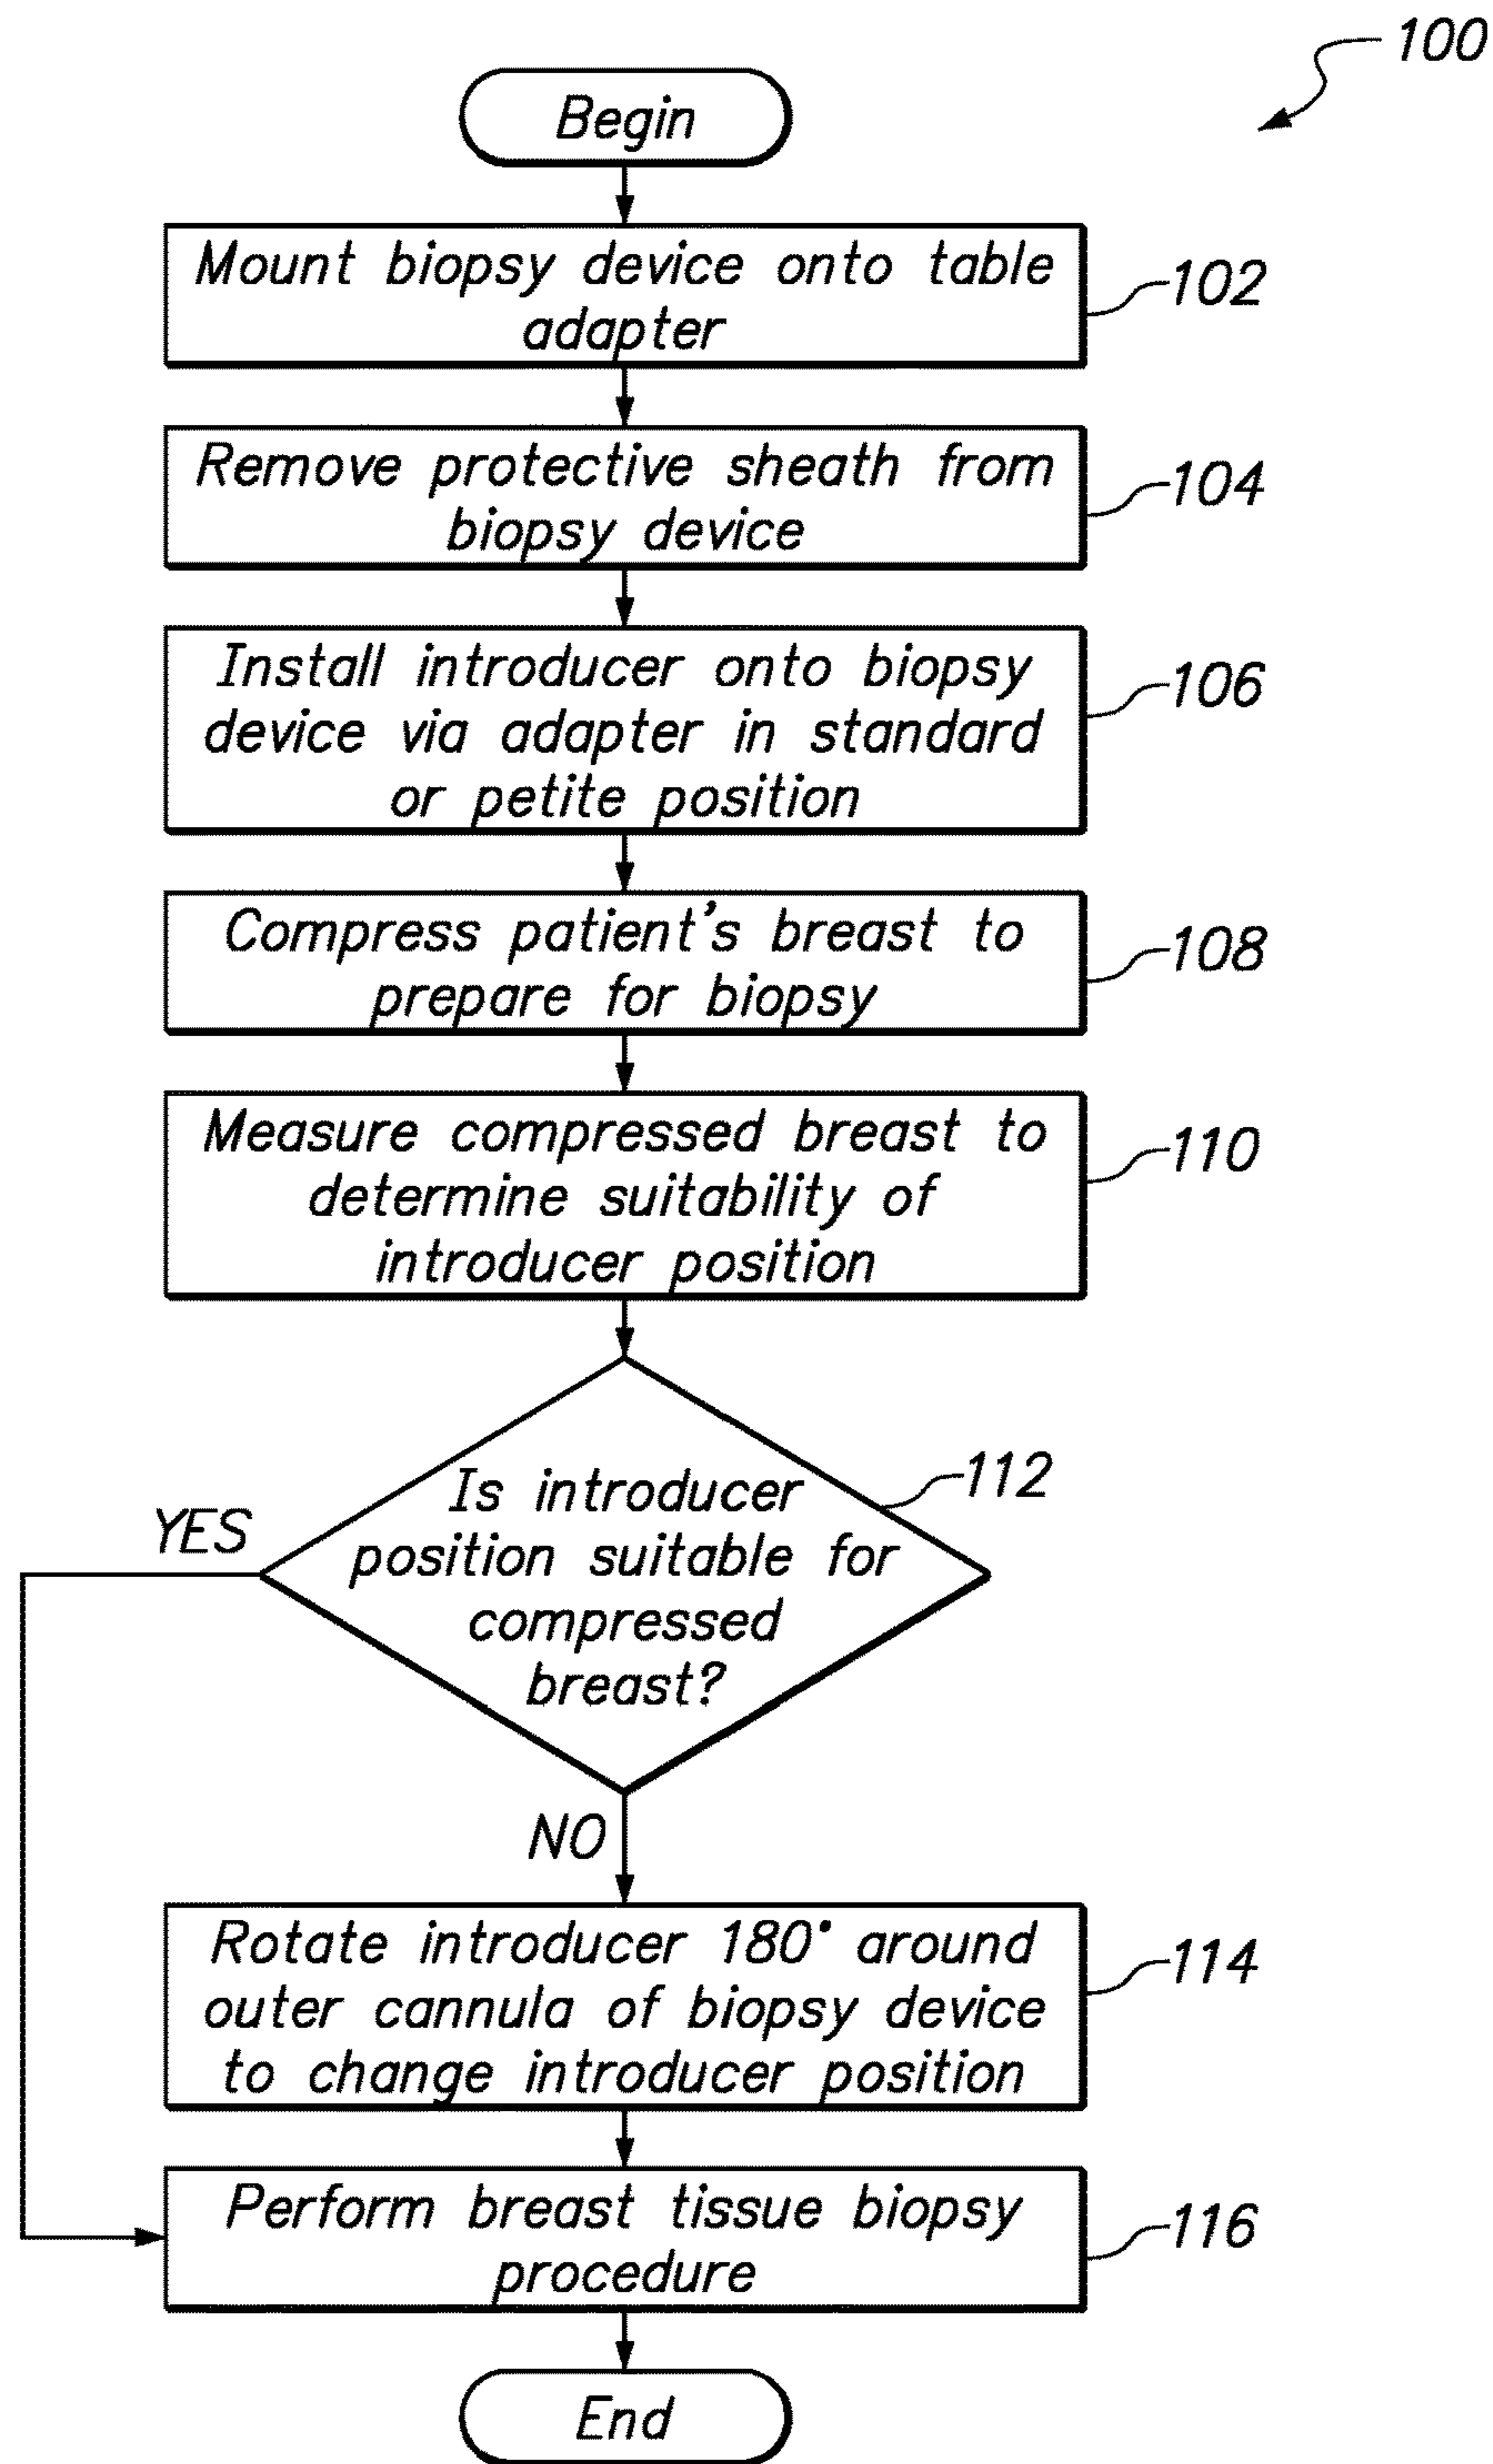 100
Begin
Mount biopsy device onto table
adapter
102
Remove protective sheath from
biopsy device
104
Install introducer onto biopsy
device via adapter in standard
or petite position
106
Compress patient's breast to
prepare for biopsy
108
Measure compressed breast to
determine suitability of
introducer position
110
Is introducer
position suitable for
compressed
breast?
112
YES
NO
Rotate introducer 180° around
outer cannula of biopsy device
to change introducer position
114
Perform breast tissue biopsy
procedure
116
End